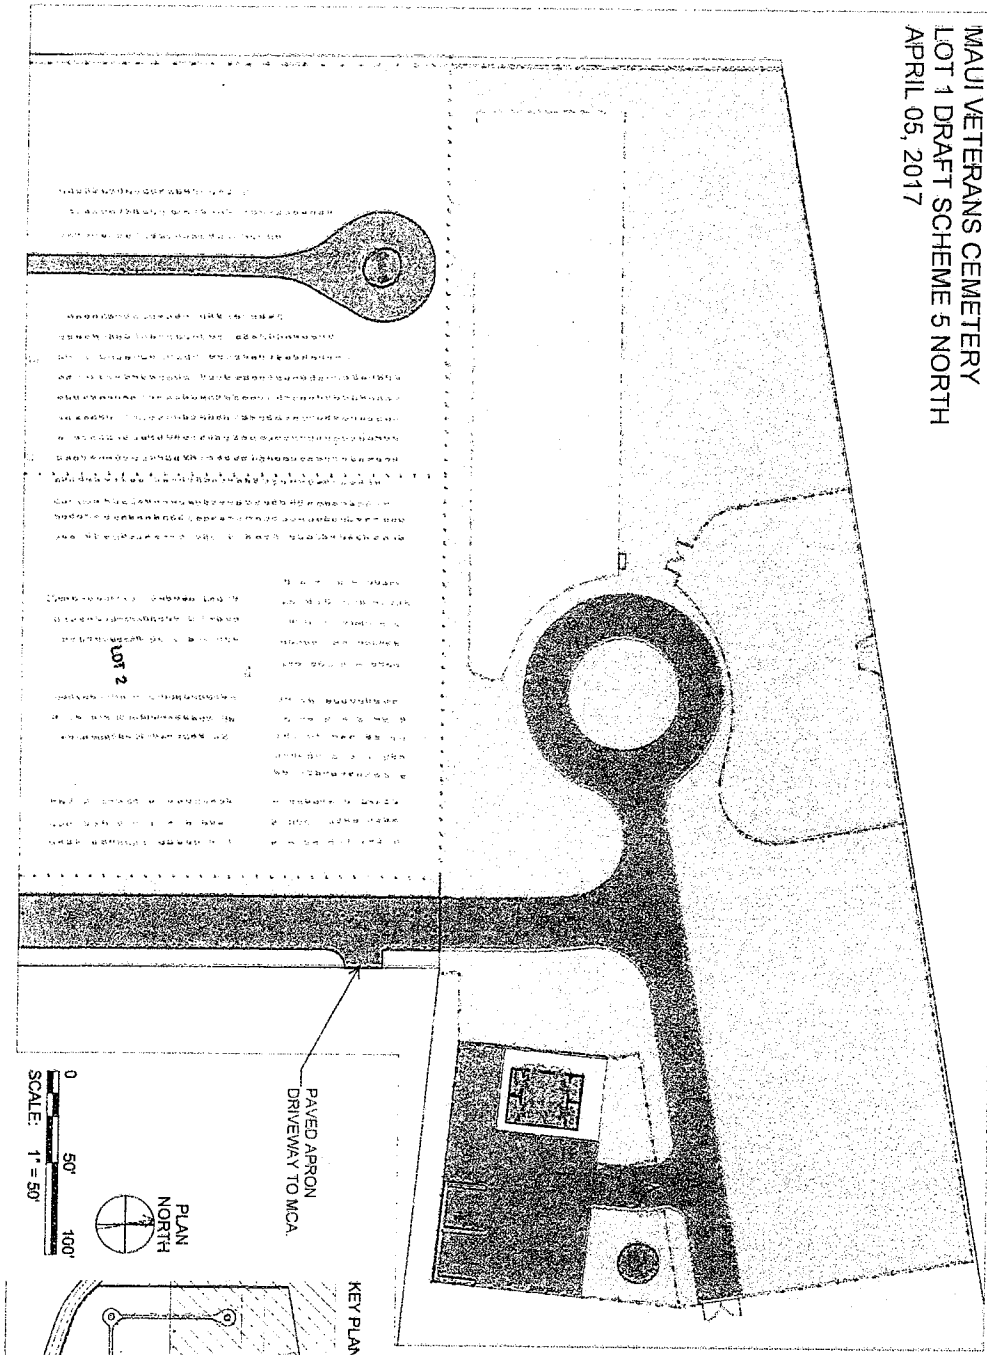 MAUI VETERANS CEMETERY
LOT 1 DRAFT SCHEME 5 NORTH
APRIL 05, 2017
LOT 2
PAVED APRON
DRIVEWAY TO MCA
PLAN
NORTH
0 50' 100'
SCALE: 1" = 50'
KEY PLAN